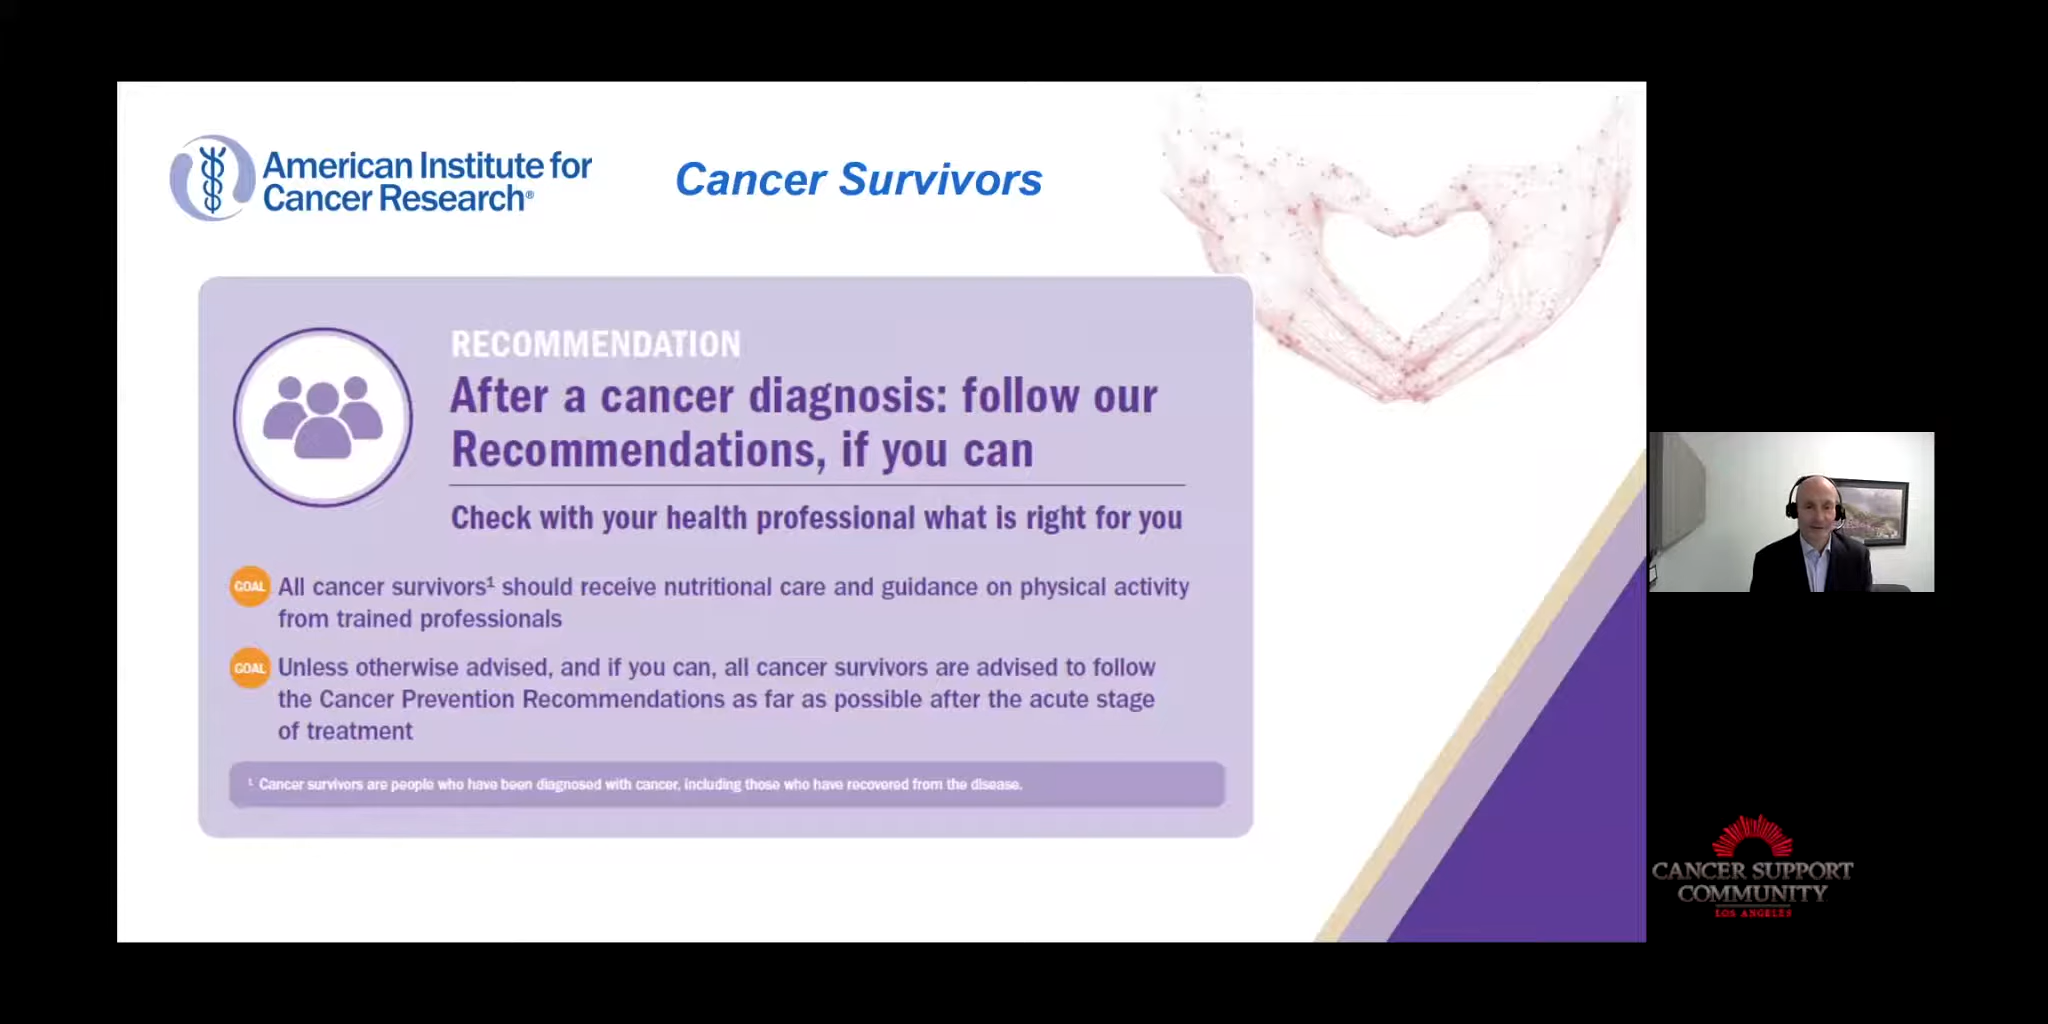 American Institute for
Cancer Research®
Cancer Survivors
RECOMMENDATION
After a cancer diagnosis: follow our
Recommendations, if you can
Check with your health professional what is right for you
GOAL All cancer survivors¹ should receive nutritional care and guidance on physical activity
from trained professionals
GOAL Unless otherwise advised, and if you can, all cancer survivors are advised to follow
the Cancer Prevention Recommendations as far as possible after the acute stage
of treatment
¹ Cancer survivors are people who have been diagnosed with cancer, including those who have recovered from the disease.
CANCER SUPPORT
COMMUNITY
LOS ANGELES